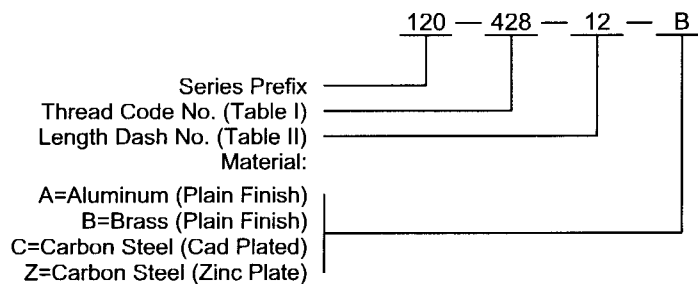 120 — 428 — 12 — B
Series Prefix
Thread Code No. (Table I)
Length Dash No. (Table II)
Material:
A=Aluminum (Plain Finish)
B=Brass (Plain Finish)
C=Carbon Steel (Cad Plated)
Z=Carbon Steel (Zinc Plate)